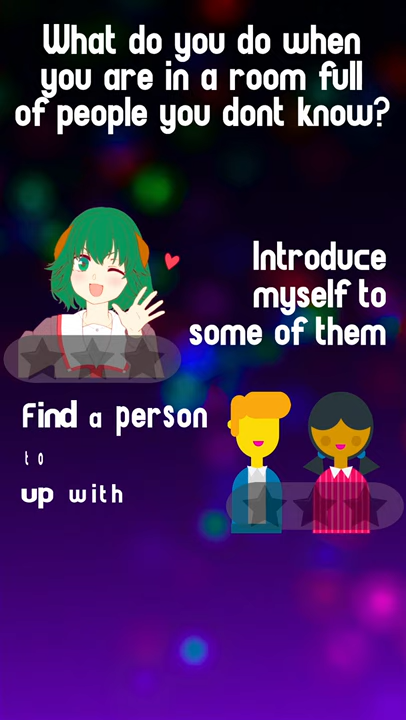 What do you do when
you are in a room full
of people you dont know?
Introduce
myself to
some of them
Find a person
to
up with